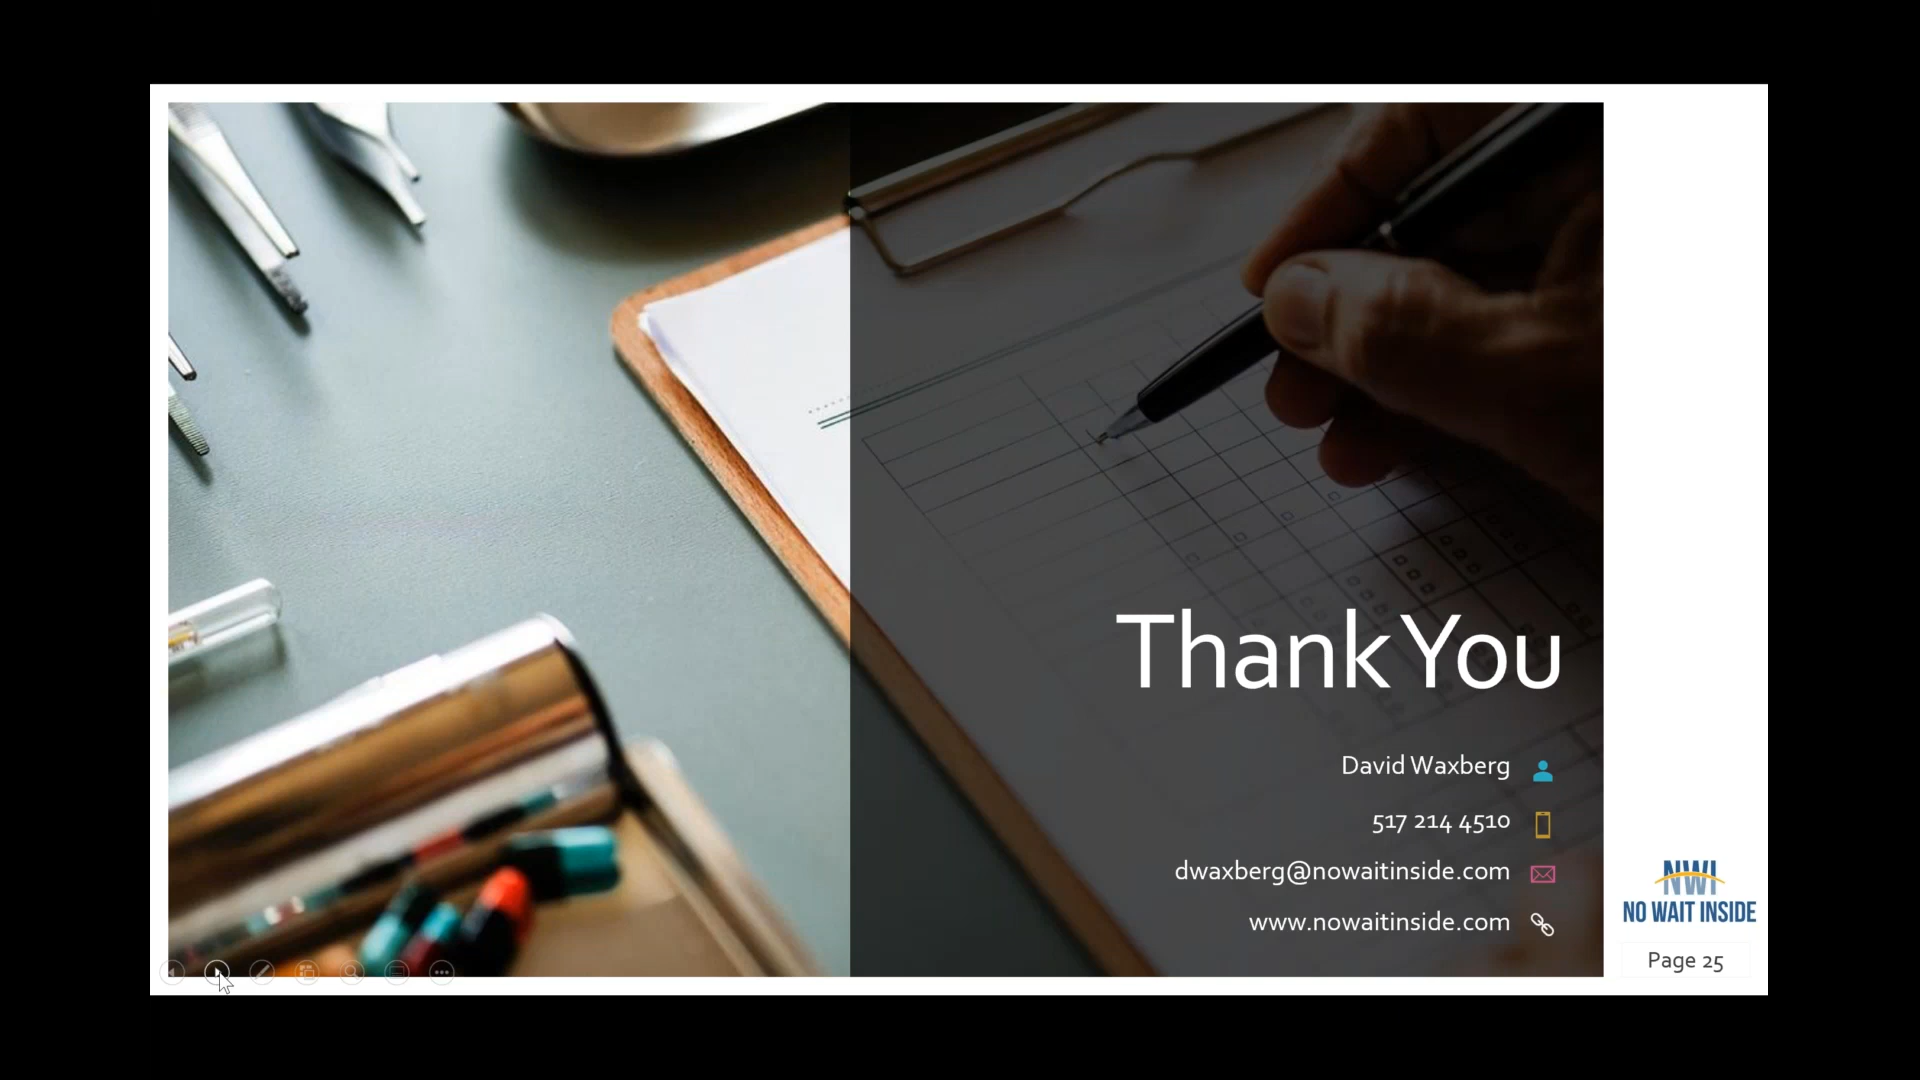 Thank You
David Waxberg
517 214 4510
dwaxberg@nowaitinside.com
www.nowaitinside.com
NWI
NO WAIT INSIDE
Page 25